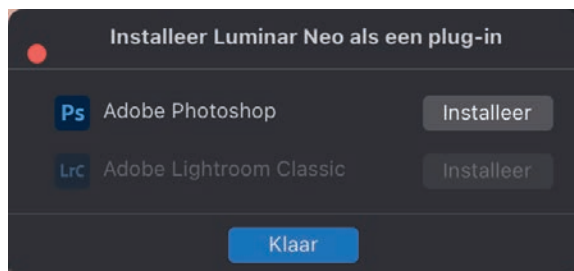 Installeer Luminar Neo als een plug-in
Ps Adobe Photoshop Installeer
LrC Adobe Lightroom Classic Installeer
Klaar